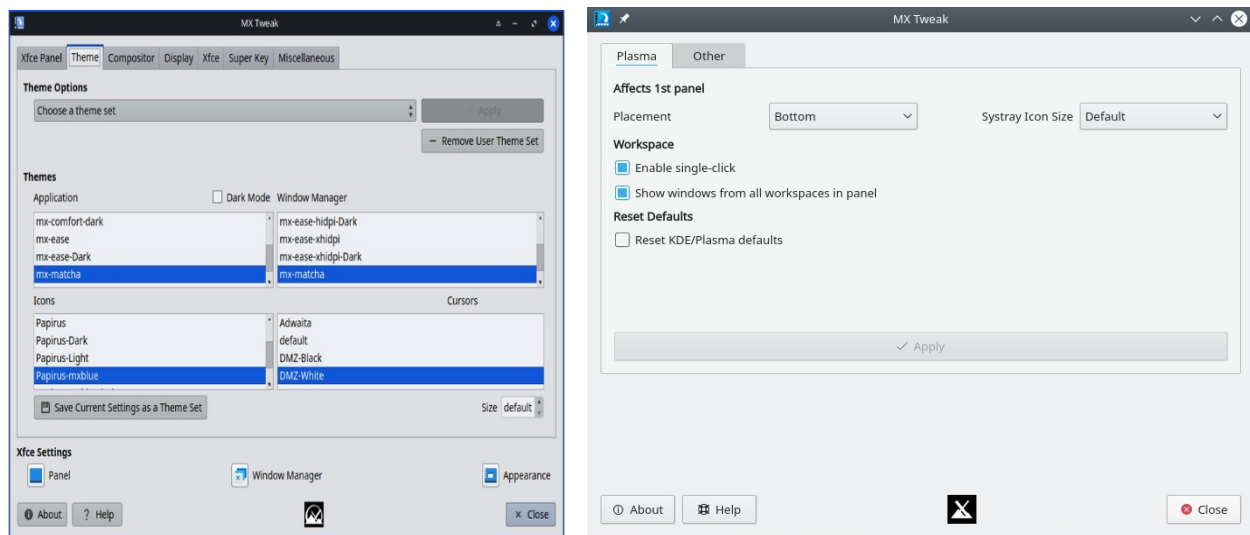 MX Tweak
Xfce Panel Theme Compositor Display Xfce Super Key Miscellaneous
Theme Options
Choose a theme set Apply
Remove User Theme Set
Themes
Application Dark Mode Window Manager
mx-comfort-dark mx-ease-hidpi-Dark
mx-ease mx-ease-xhidpi
mx-ease-Dark mx-ease-xhidpi-Dark
mx-matcha mx-matcha
Icons Cursors
Papirus Adwaita
Papirus-Dark default
Papirus-Light DMZ-Black
Papirus-mxblue DMZ-White
Save Current Settings as a Theme Set Size default
Xfce Settings
Panel Window Manager Appearance
About ? Help Close
MX Tweak
Plasma Other
Affects 1st panel
Placement Bottom Systray Icon Size Default
Workspace
Enable single-click
Show windows from all workspaces in panel
Reset Defaults
Reset KDE/Plasma defaults
Apply
About Help Close